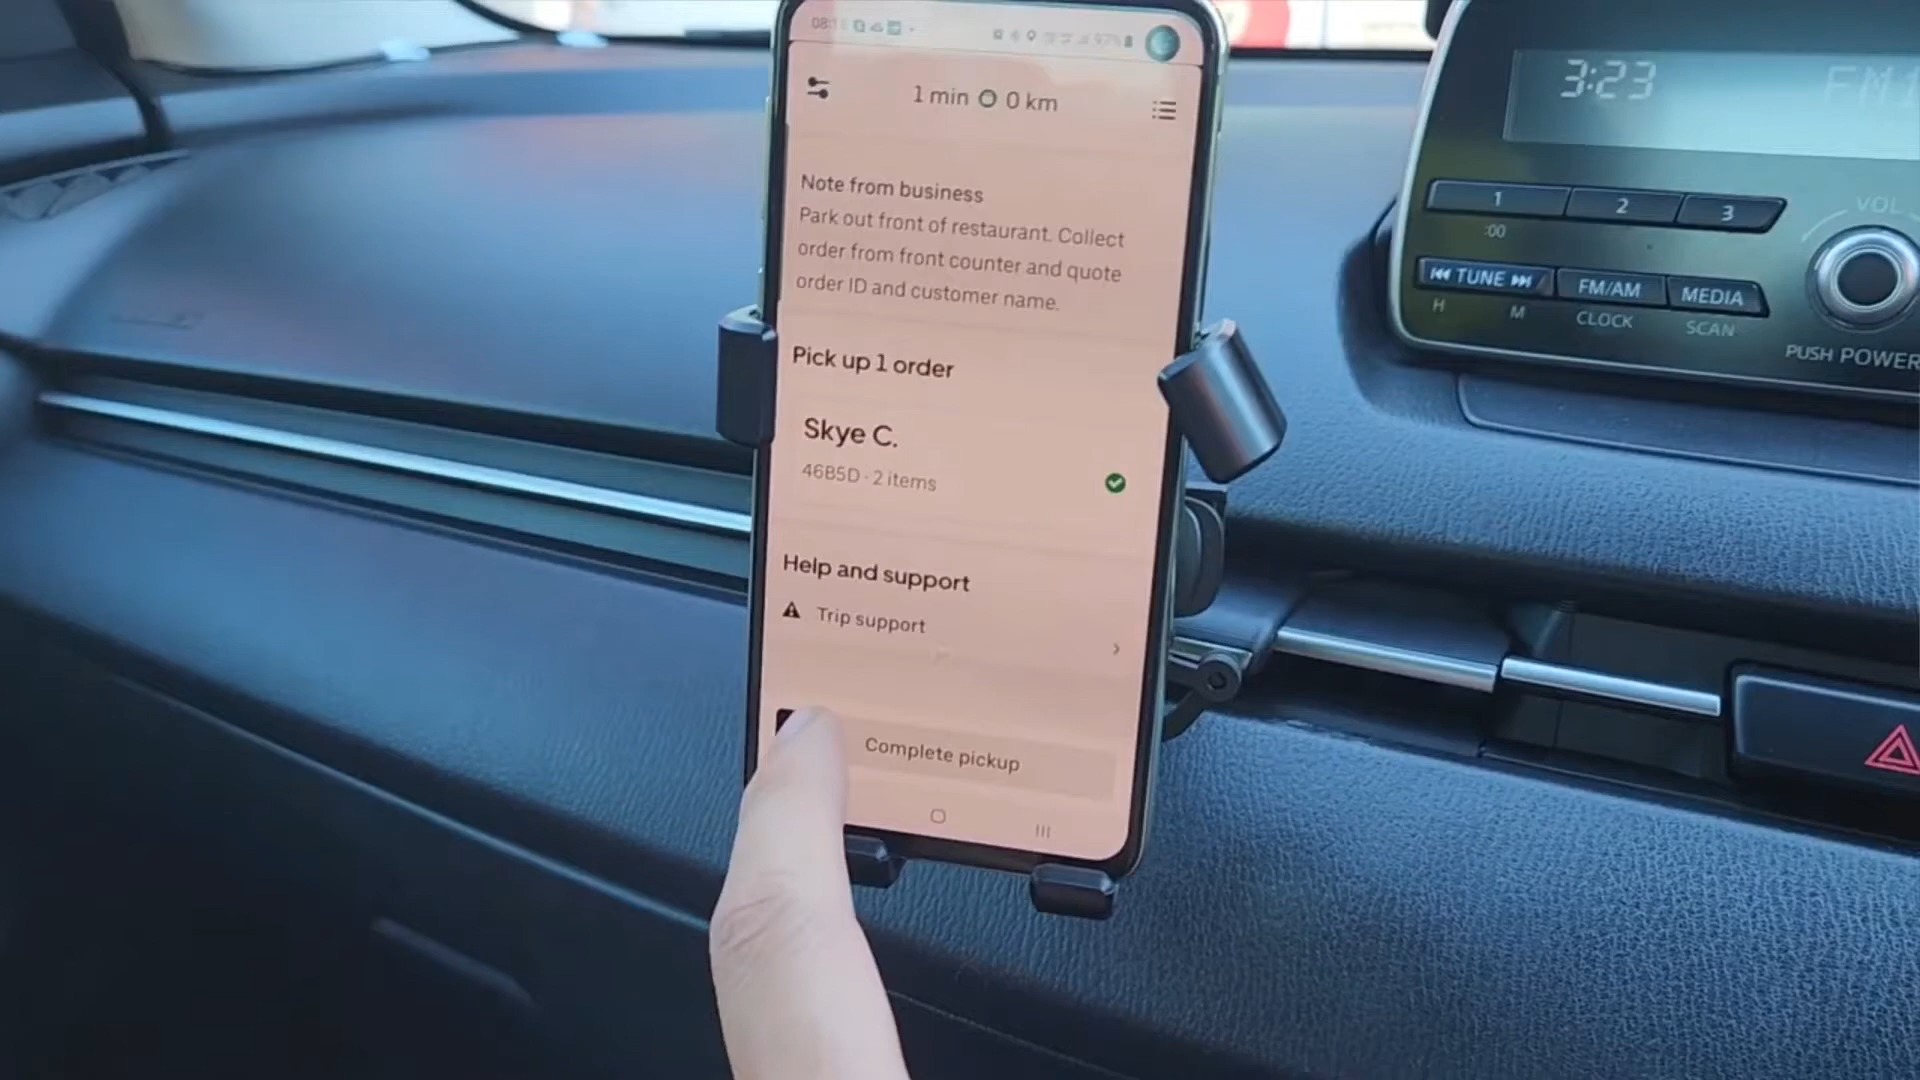 1 min 0 km
Note from business
Park out front of restaurant. Collect
order from front counter and quote
order ID and customer name.
Pick up 1 order
Skye C.
46B5D · 2 items
Help and support
Trip support
Complete pickup
3:23
1 2 3
:00
VOL
TUNE FM/AM MEDIA
H M CLOCK SCAN
PUSH POWER